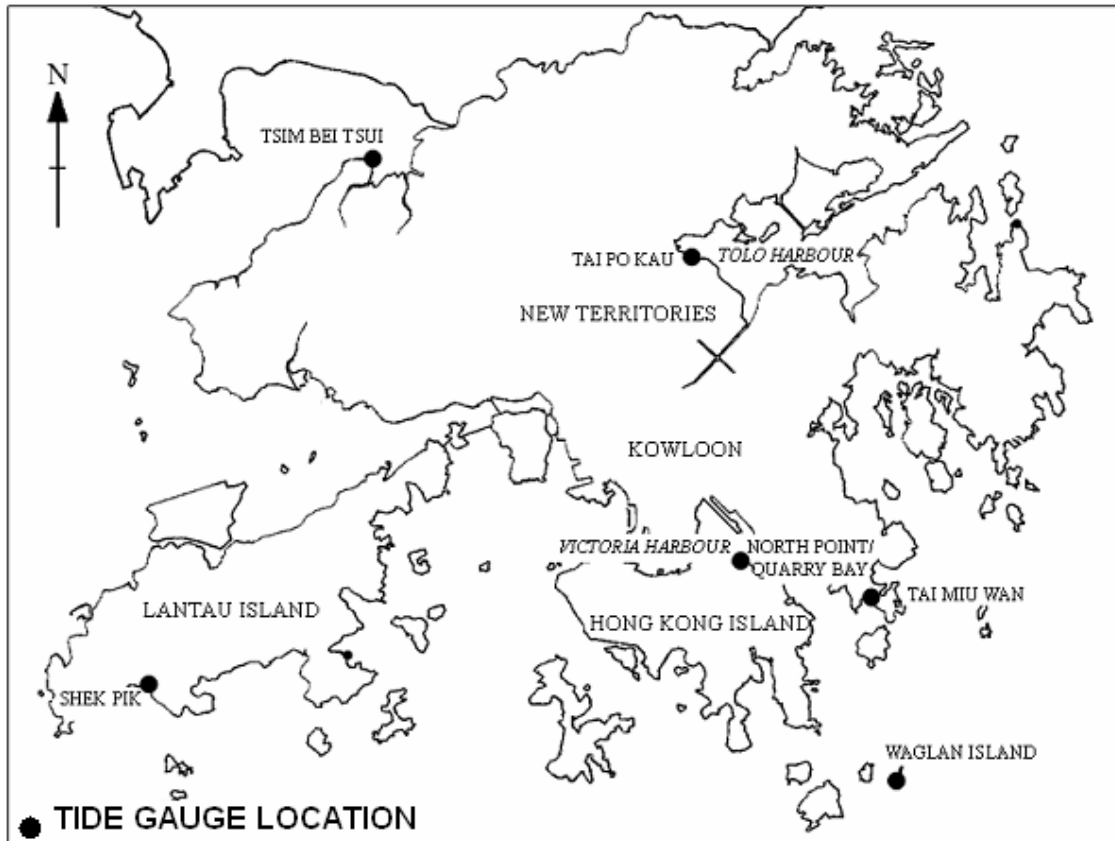 N
TSIM BEI TSUI
TAI PO KAU
TOLO HARBOUR
NEW TERRITORIES
KOWLOON
VICTORIA HARBOUR
NORTH POINT/
QUARRY BAY
LANTAU ISLAND
HONG KONG ISLAND
TAI MIU WAN
SHEK PIK
WAGLAN ISLAND
TIDE GAUGE LOCATION